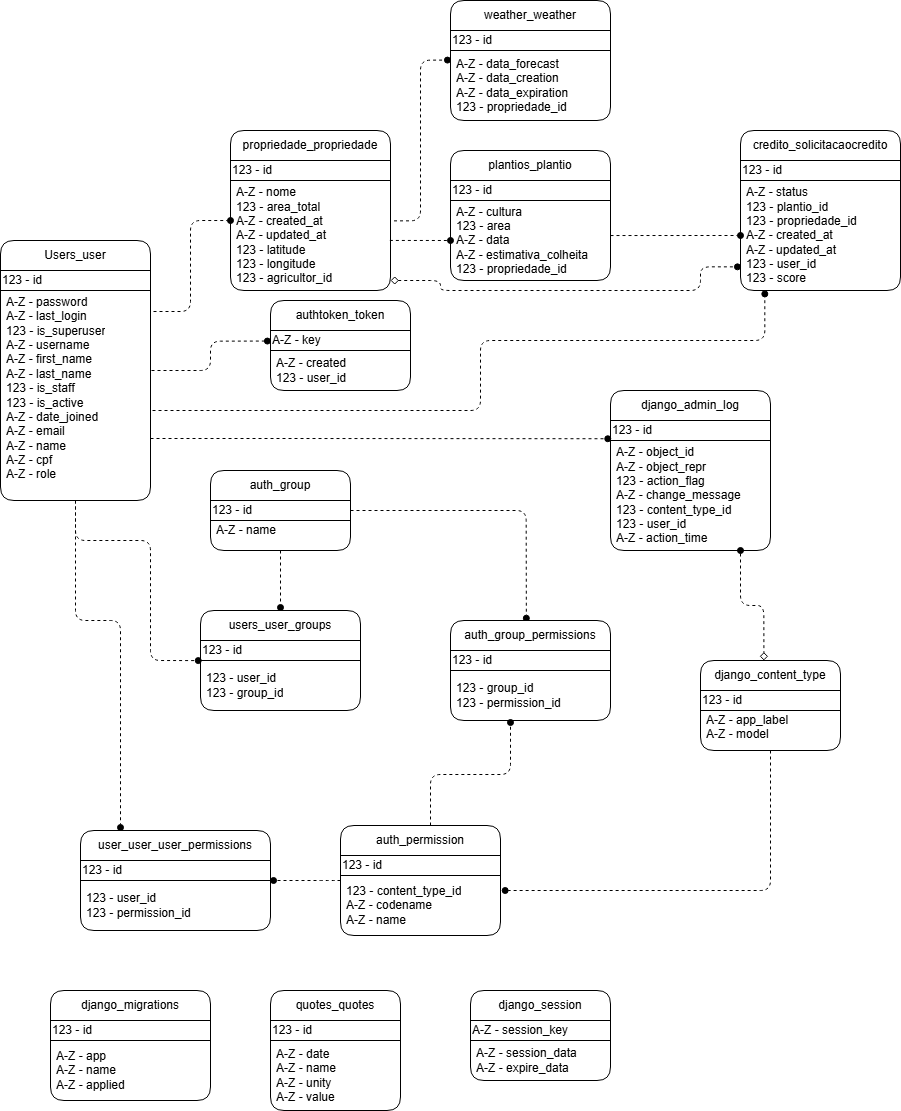 weather_weather
123 - id
A-Z - data_forecast
A-Z - data_creation
A-Z - data_expiration
123 - propriedade_id
propriedade_propriedade
123 - id
A-Z - nome
123 - area_total
A-Z - created_at
A-Z - updated_at
123 - latitude
123 - longitude
123 - agricultor_id
plantios_plantio
123 - id
A-Z - cultura
123 - area
A-Z - data
A-Z - estimativa_colheita
123 - propriedade_id
credito_solicitacaocredito
123 - id
A-Z - status
123 - plantio_id
123 - propriedade_id
A-Z - created_at
A-Z - updated_at
123 - user_id
123 - score
Users_user
123 - id
A-Z - password
A-Z - last_login
123 - is_superuser
A-Z - username
A-Z - first_name
A-Z - last_name
123 - is_staff
123 - is_active
A-Z - date_joined
A-Z - email
A-Z - name
A-Z - cpf
A-Z - role
authtoken_token
A-Z - key
A-Z - created
123 - user_id
django_admin_log
123 - id
A-Z - object_id
A-Z - object_repr
123 - action_flag
A-Z - change_message
123 - content_type_id
123 - user_id
A-Z - action_time
auth_group
123 - id
A-Z - name
users_user_groups
123 - id
123 - user_id
123 - group_id
auth_group_permissions
123 - id
123 - group_id
123 - permission_id
django_content_type
123 - id
A-Z - app_label
A-Z - model
user_user_user_permissions
123 - id
123 - user_id
123 - permission_id
auth_permission
123 - id
123 - content_type_id
A-Z - codename
A-Z - name
django_migrations
123 - id
A-Z - app
A-Z - name
A-Z - applied
quotes_quotes
123 - id
A-Z - date
A-Z - name
A-Z - unity
A-Z - value
django_session
A-Z - session_key
A-Z - session_data
A-Z - expire_data